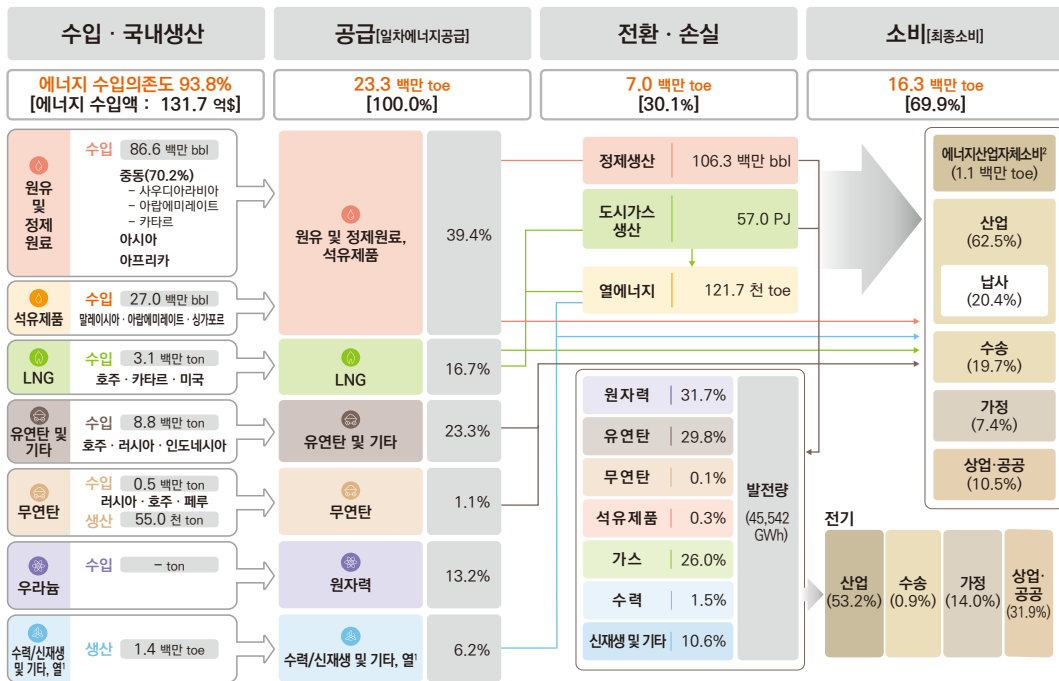 수입 · 국내생산
공급[일차에너지공급]
전환 · 손실
소비[최종소비]
에너지 수입의존도 93.8%
[에너지 수입액 : 131.7 억$]
23.3 백만 toe
[100.0%]
7.0 백만 toe
[30.1%]
16.3 백만 toe
[69.9%]
원유
및
정제
원료
수입 86.6 백만 bbl
중동(70.2%)
– 사우디아라비아
– 아랍에미레이트
– 카타르
아시아
아프리카
석유제품
수입 27.0 백만 bbl
말레이시아 · 아랍에미레이트 · 싱가포르
LNG
수입 3.1 백만 ton
호주 · 카타르 · 미국
유연탄 및
기타
수입 8.8 백만 ton
호주 · 러시아 · 인도네시아
무연탄
수입 0.5 백만 ton
러시아 · 호주 · 페루
생산 55.0 천 ton
우라늄
수입 – ton
수력/신재생
및 기타, 열¹
생산 1.4 백만 toe
원유 및 정제원료,
석유제품
39.4%
LNG
16.7%
유연탄 및 기타
23.3%
무연탄
1.1%
원자력
13.2%
수력/신재생 및 기타, 열¹
6.2%
정제생산 106.3 백만 bbl
도시가스
생산
57.0 PJ
열에너지 121.7 천 toe
원자력 31.7%
유연탄 29.8%
무연탄 0.1%
석유제품 0.3%
가스 26.0%
수력 1.5%
신재생 및 기타 10.6%
발전량
(45,542
GWh)
에너지산업자체소비²
(1.1 백만 toe)
산업
(62.5%)
납사
(20.4%)
수송
(19.7%)
가정
(7.4%)
상업·공공
(10.5%)
전기
산업
(53.2%)
수송
(0.9%)
가정
(14.0%)
상업·
공공
(31.9%)